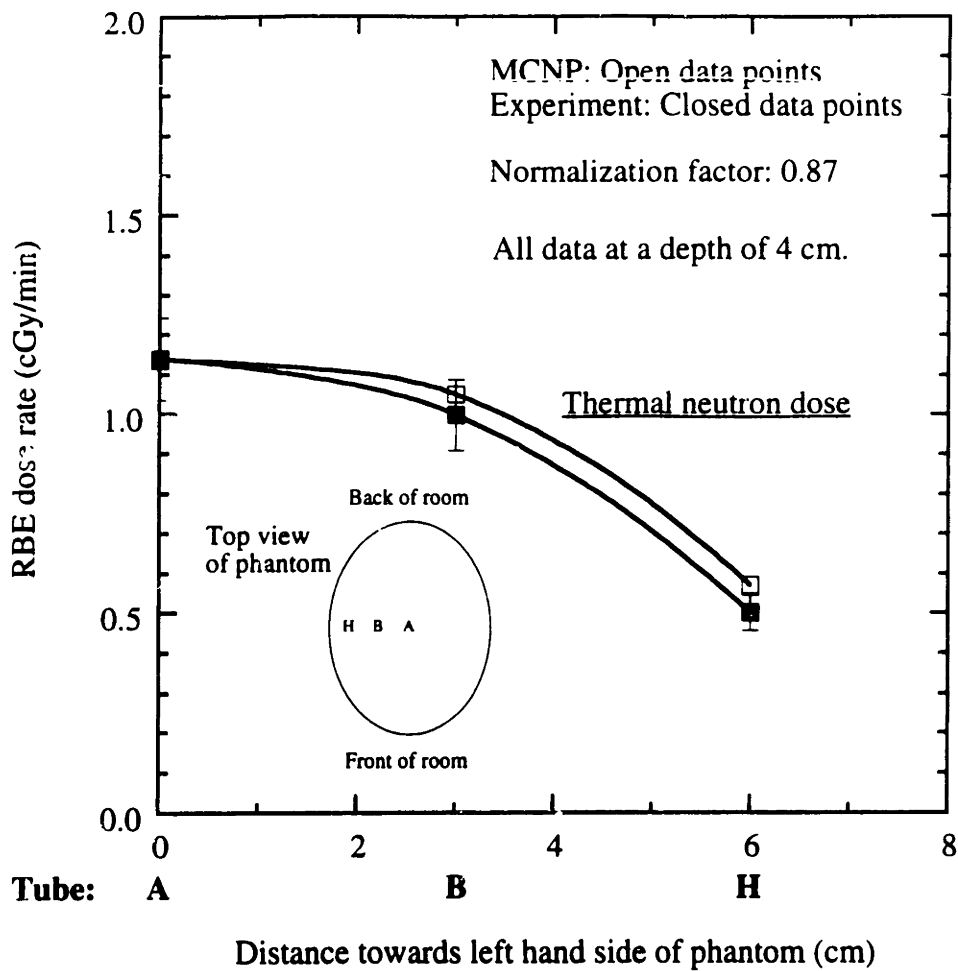 2.0
MCNP: Open data points
Experiment: Closed data points
Normalization factor: 0.87
1.5
All data at a depth of 4 cm.
RBE dose rate (cGy/min)
1.0
Thermal neutron dose
Back of room
Top view
of phantom
0.5
H B A
Front of room
0.0
0 2 4 6 8
Tube: A B H
Distance towards left hand side of phantom (cm)